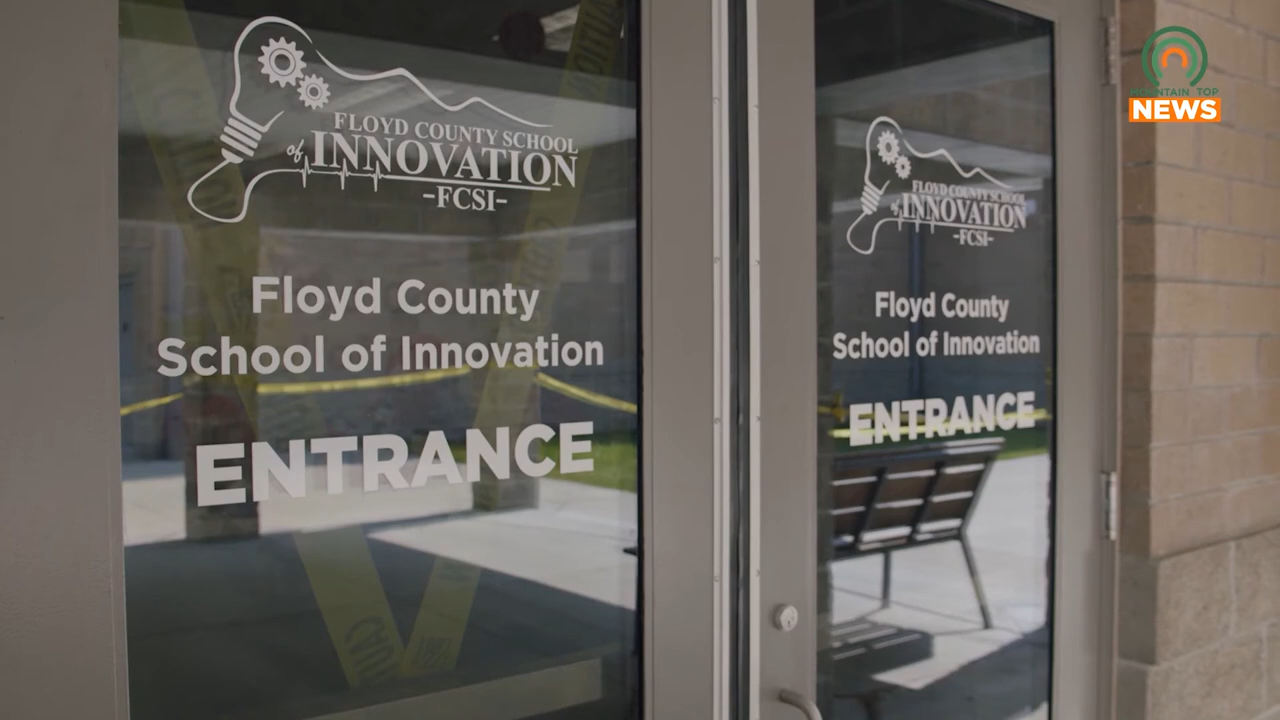 FLOYD COUNTY SCHOOL
of INNOVATION
-FCSI-
Floyd County
School of Innovation
ENTRANCE
FLOYD COUNTY SCHOOL
of INNOVATION
-FCSI-
Floyd County
School of Innovation
ENTRANCE
MOUNTAIN TOP
NEWS